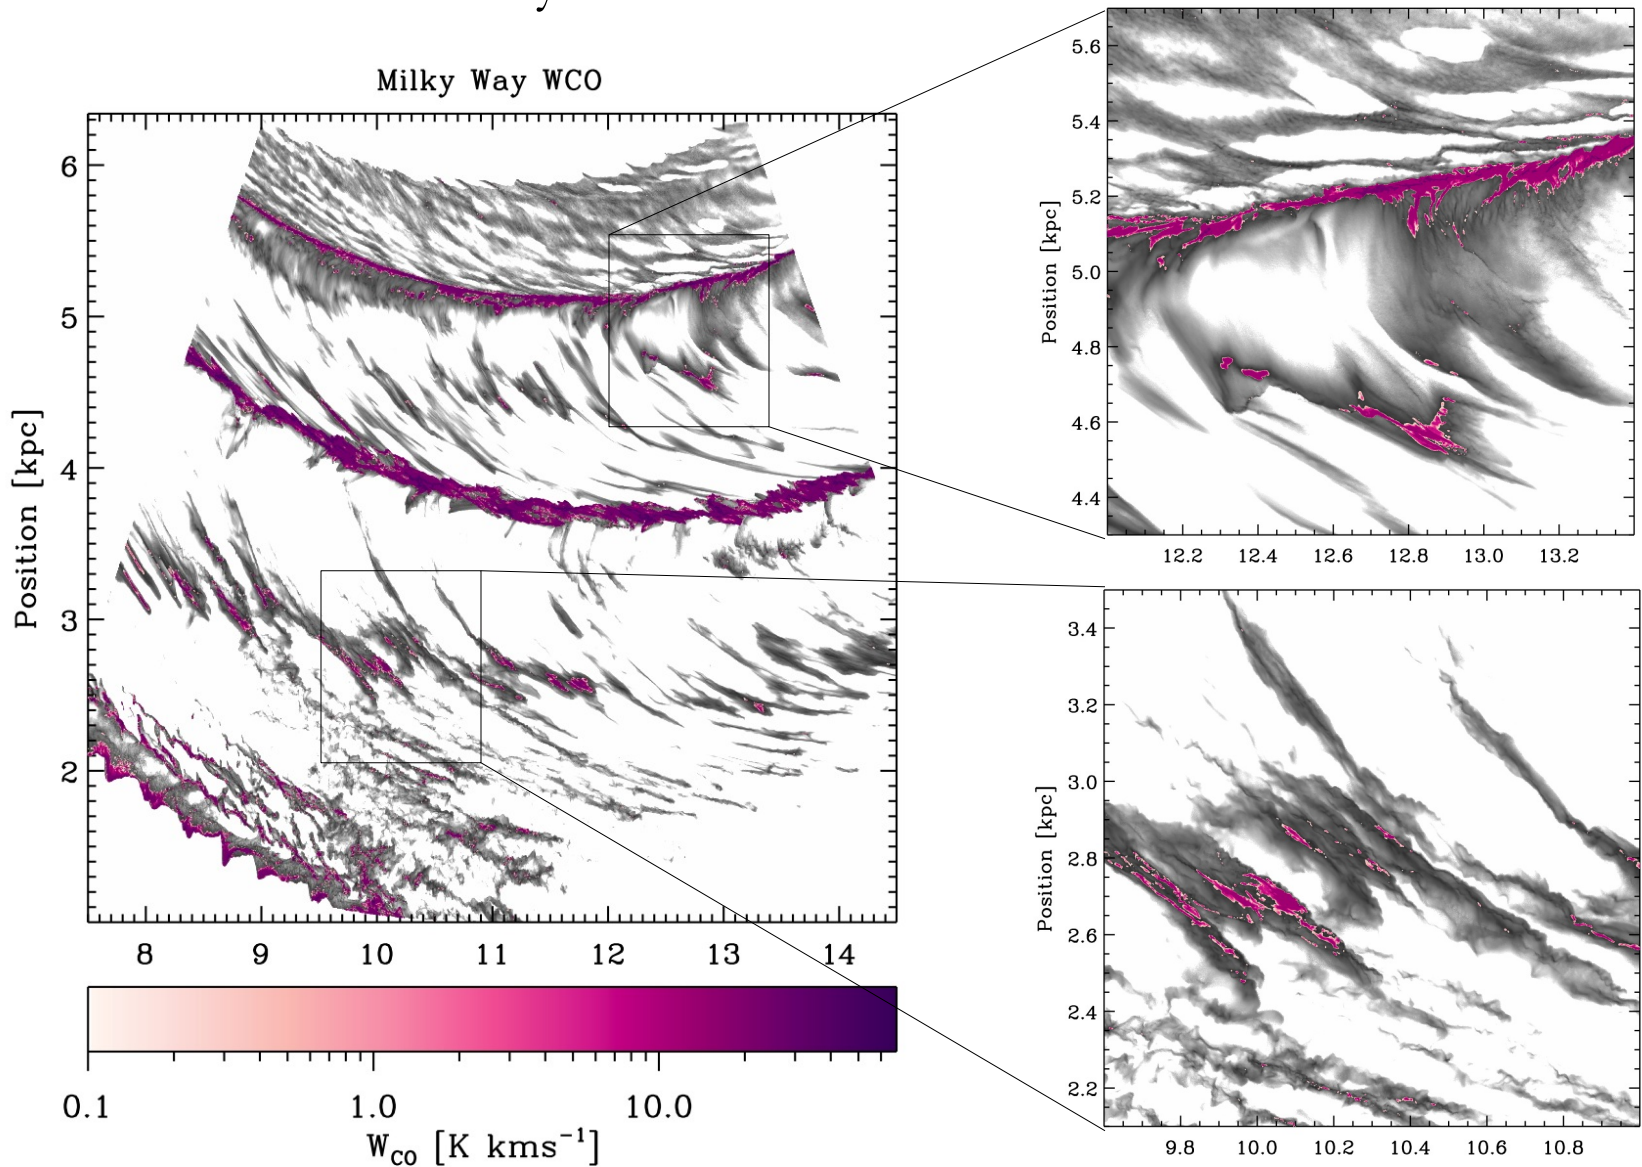 y
Milky Way WCO
Position [kpc]
6
5
4
3
2
8 9 10 11 12 13 14
0.1 1.0 10.0
W_CO [K kms⁻¹]
Position [kpc]
5.6
5.4
5.2
5.0
4.8
4.6
4.4
12.2 12.4 12.6 12.8 13.0 13.2
Position [kpc]
3.4
3.2
3.0
2.8
2.6
2.4
2.2
9.8 10.0 10.2 10.4 10.6 10.8